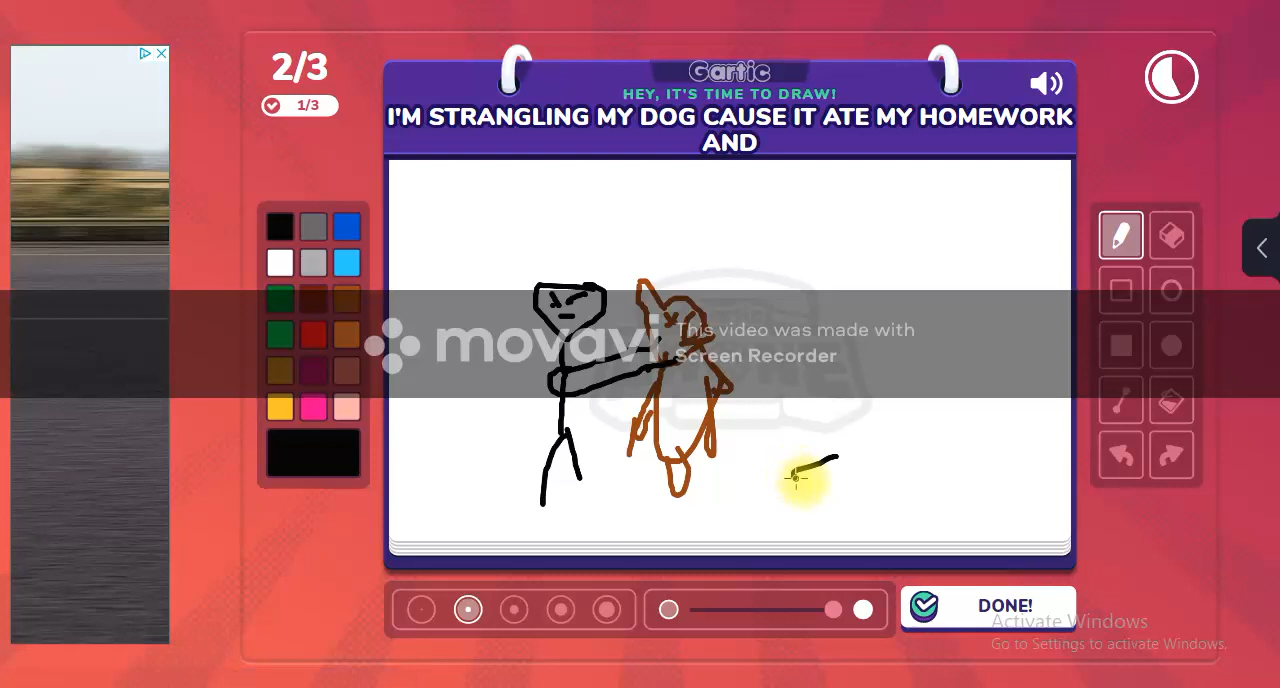 2/3
1/3
Gartic
HEY, IT'S TIME TO DRAW!
I'M STRANGLING MY DOG CAUSE IT ATE MY HOMEWORK
AND
movavi
This video was made with
Screen Recorder
DONE!
Activate Windows
Go to Settings to activate Windows.